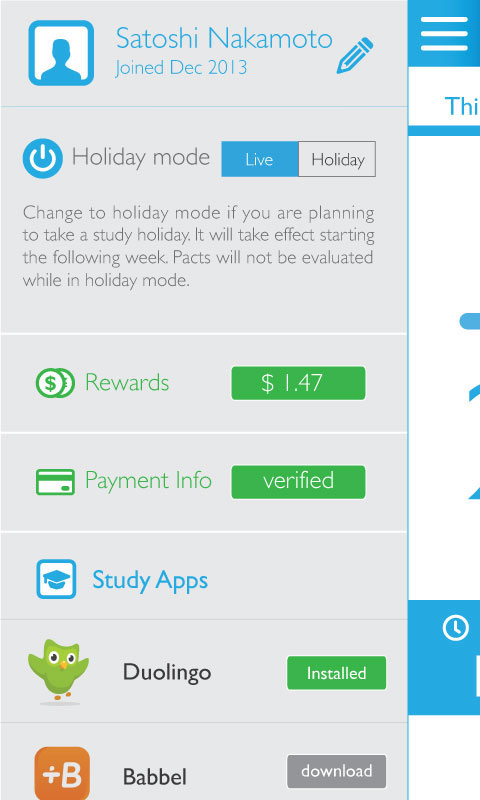 Satoshi Nakamoto
Joined Dec 2013
Thi
Holiday mode
Live
Holiday
Change to holiday mode if you are planning
to take a study holiday. It will take effect starting
the following week. Pacts will not be evaluated
while in holiday mode.
$
Rewards
$ 1.47
Payment Info
verified
Study Apps
Duolingo
Installed
+B
Babbel
download